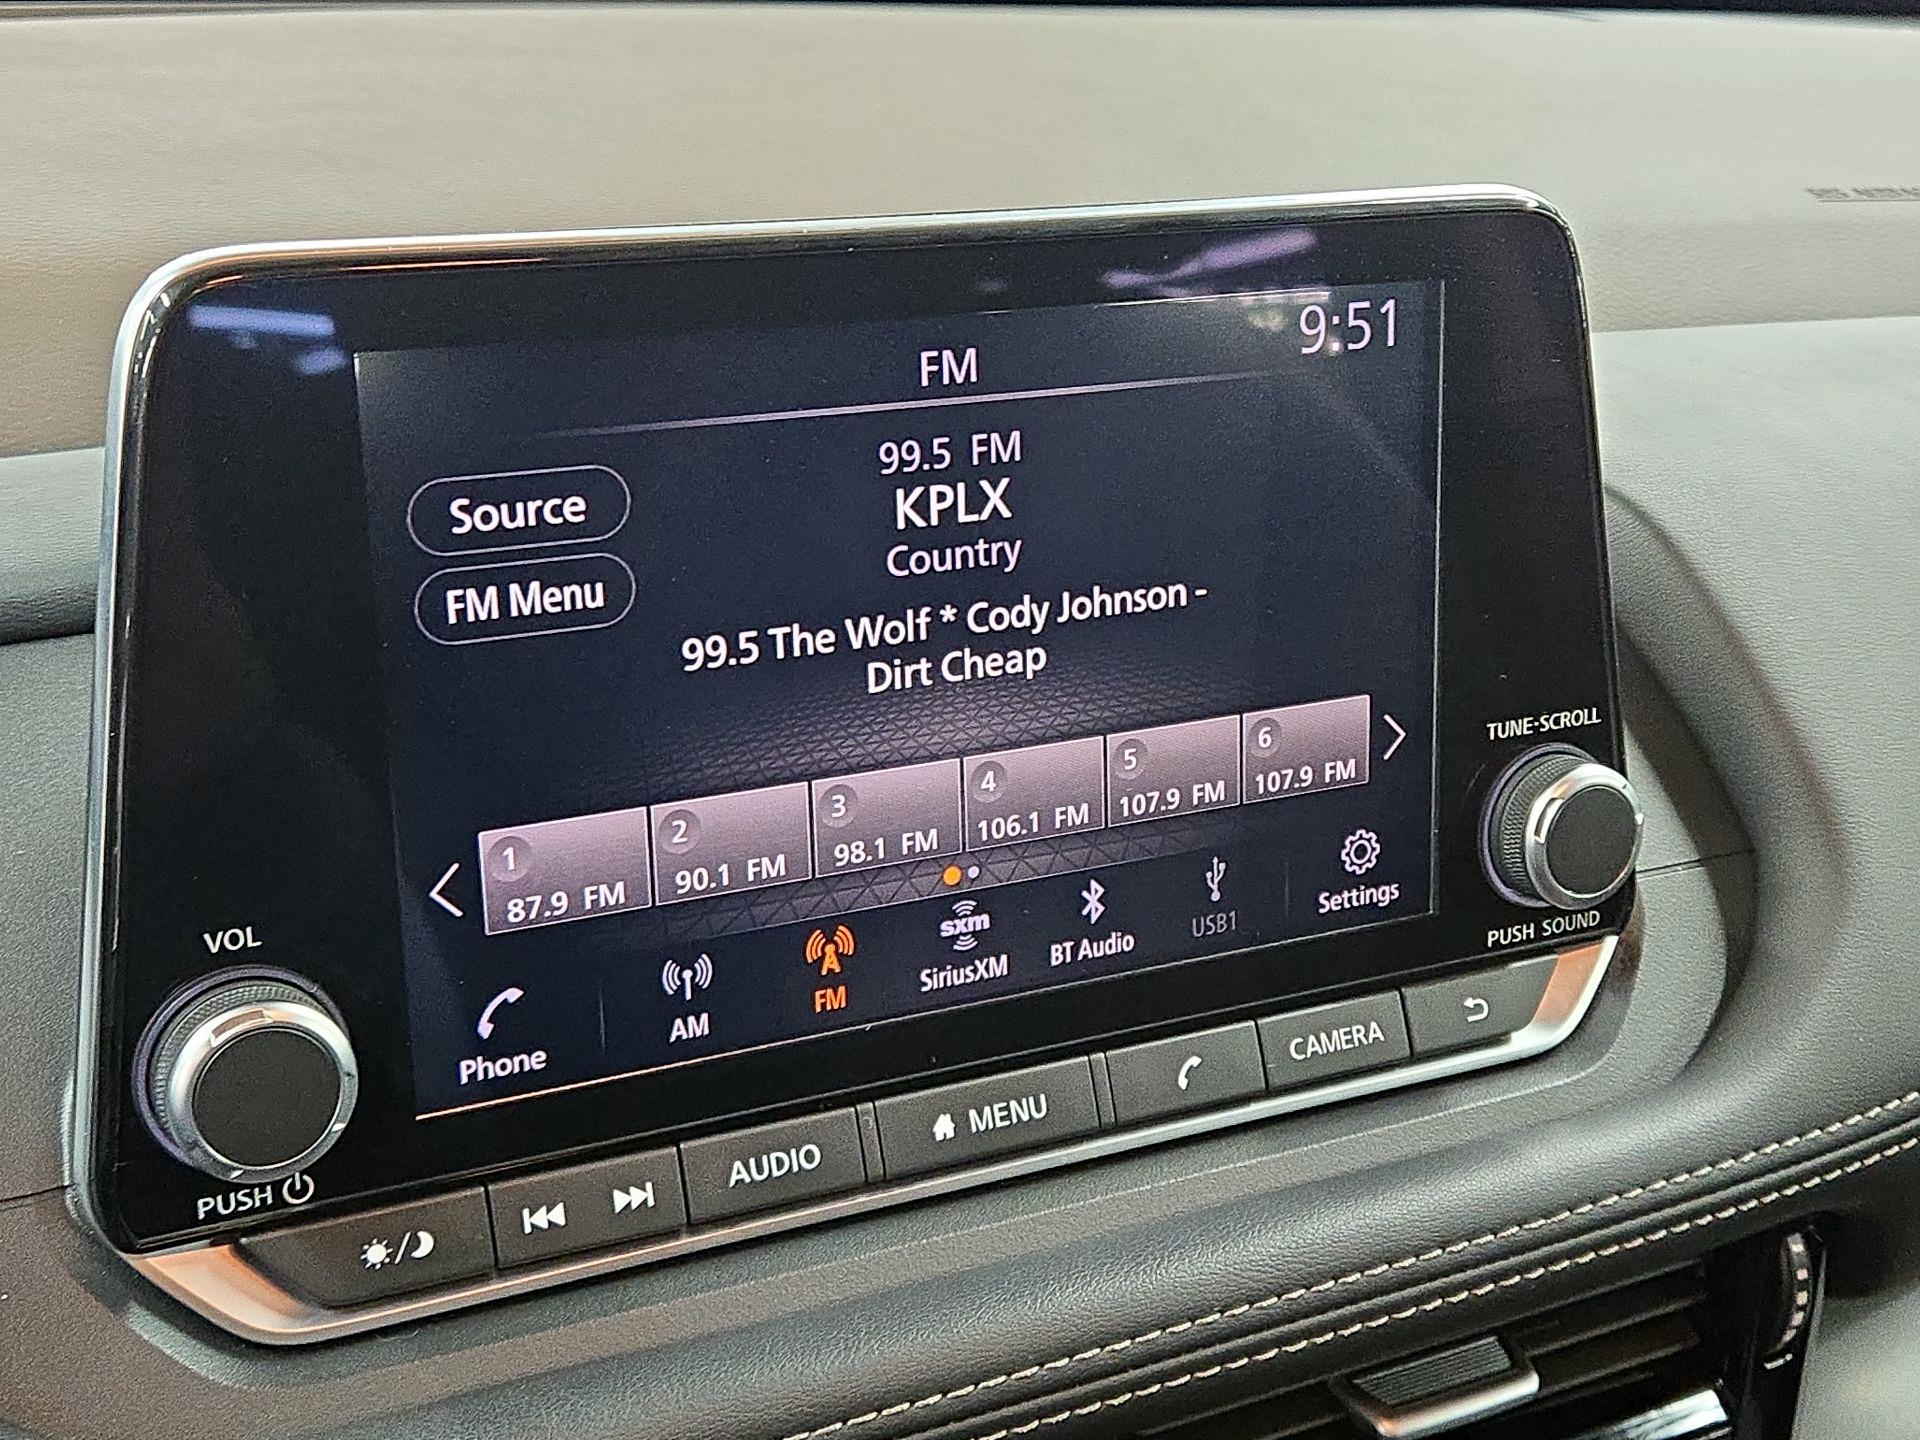 9:51
FM
99.5 FM
KPLX
Country
Source
FM Menu
99.5 The Wolf * Cody Johnson -
Dirt Cheap
1
87.9 FM
2
90.1 FM
3
98.1 FM
4
106.1 FM
5
107.9 FM
6
107.9 FM
Phone
AM
FM
sxm
SiriusXM
BT Audio
USB1
Settings
VOL
PUSH
TUNE·SCROLL
PUSH SOUND
AUDIO
MENU
CAMERA